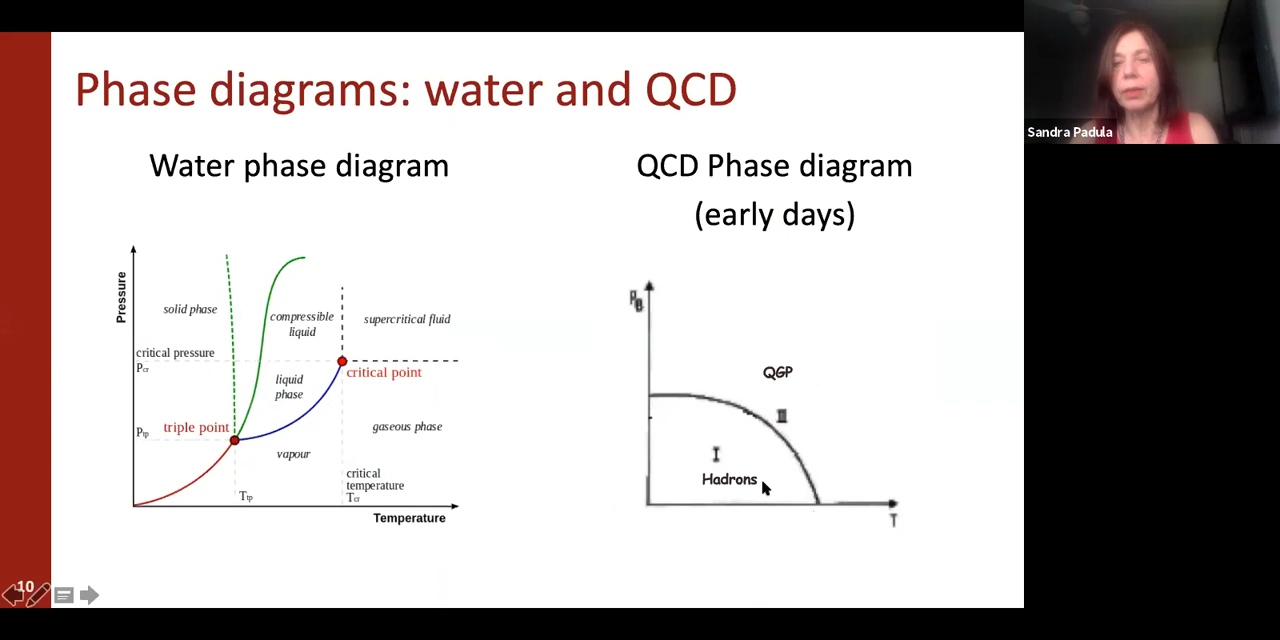 Phase diagrams: water and QCD
Sandra Padula
Water phase diagram
QCD Phase diagram
(early days)
Pressure
solid phase
compressible
liquid
supercritical fluid
critical pressure
Pcr
critical point
liquid
phase
triple point
Ptp
gaseous phase
vapour
critical
temperature
Tcr
Ttp
Temperature
PB
QGP
II
I
Hadrons
T
10